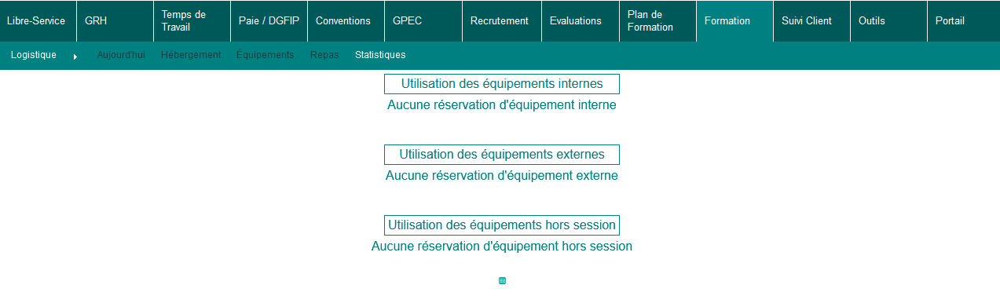 Libre-Service GRH Temps de Travail Paie / DGFIP Conventions GPEC Recrutement Evaluations Plan de Formation Formation Suivi Client Outils Portail
Logistique Aujourd'hui Hébergement Équipements Repas Statistiques
Utilisation des équipements internes
Aucune réservation d'équipement interne
Utilisation des équipements externes
Aucune réservation d'équipement externe
Utilisation des équipements hors session
Aucune réservation d'équipement hors session